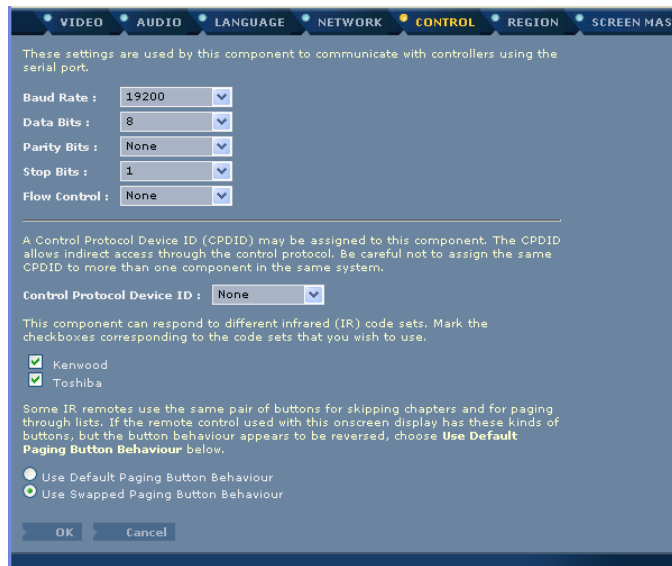 VIDEO AUDIO LANGUAGE NETWORK CONTROL REGION SCREEN MAS
These settings are used by this component to communicate with controllers using the
serial port.
Baud Rate : 19200
Data Bits : 8
Parity Bits : None
Stop Bits : 1
Flow Control : None
A Control Protocol Device ID (CPDID) may be assigned to this component. The CPDID
allows indirect access through the control protocol. Be careful not to assign the same
CPDID to more than one component in the same system.
Control Protocol Device ID : None
This component can respond to different infrared (IR) code sets. Mark the
checkboxes corresponding to the code sets that you wish to use.
Kenwood
Toshiba
Some IR remotes use the same pair of buttons for skipping chapters and for paging
through lists. If the remote control used with this onscreen display has these kinds of
buttons, but the button behaviour appears to be reversed, choose Use Default
Paging Button Behaviour below.
Use Default Paging Button Behaviour
Use Swapped Paging Button Behaviour
OK Cancel